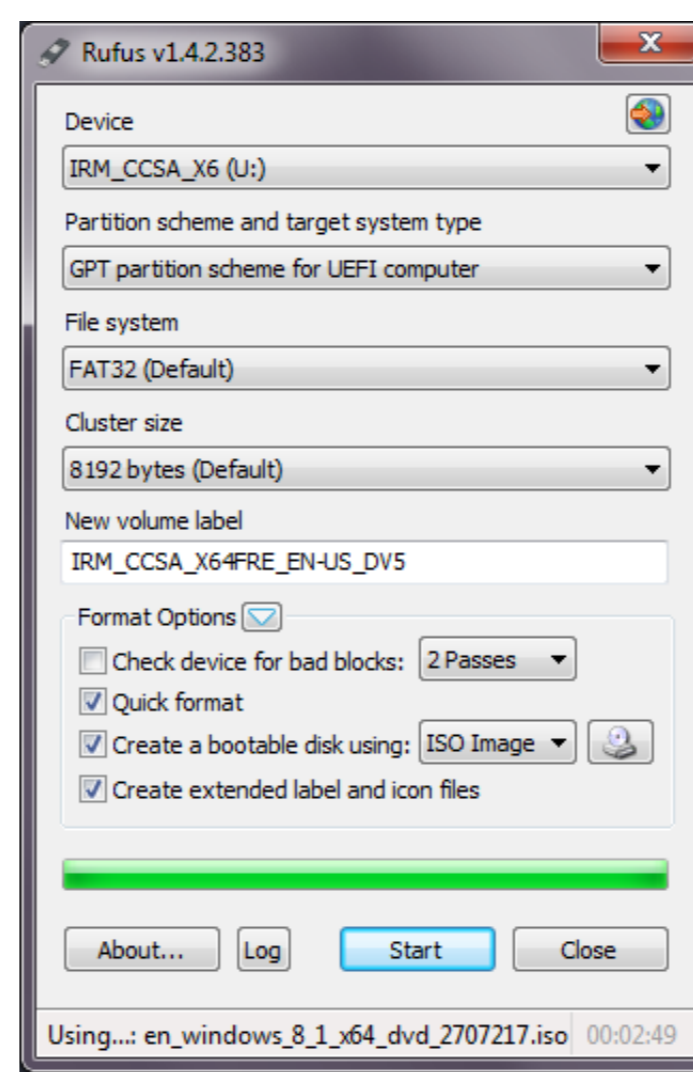 Rufus v1.4.2.383
Device
IRM_CCSA_X6 (U:)
Partition scheme and target system type
GPT partition scheme for UEFI computer
File system
FAT32 (Default)
Cluster size
8192 bytes (Default)
New volume label
IRM_CCSA_X64FRE_EN-US_DV5
Format Options
Check device for bad blocks: 2 Passes
Quick format
Create a bootable disk using: ISO Image
Create extended label and icon files
About... Log Start Close
Using...: en_windows_8_1_x64_dvd_2707217.iso 00:02:49